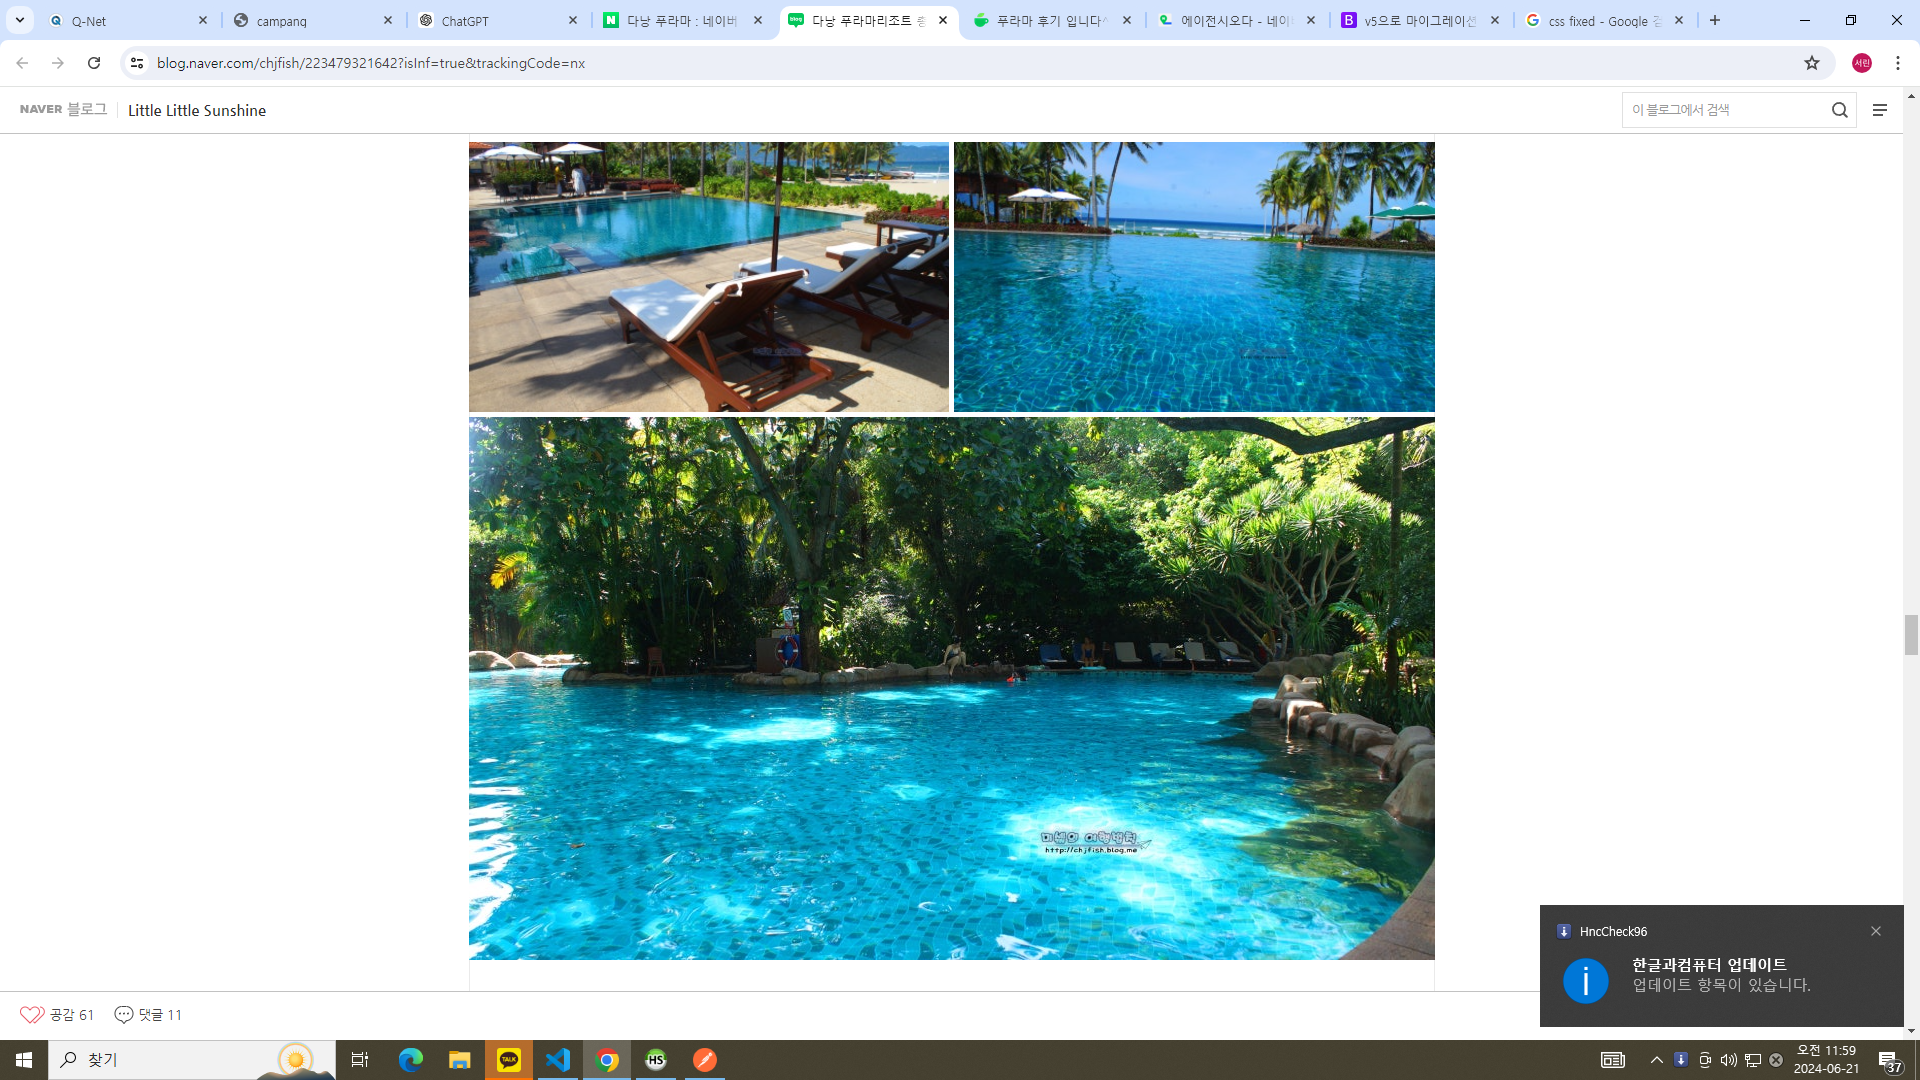 Q-Net
campang
ChatGPT
다낭 푸라마 : 네이버
다낭 푸라마리조트 총
푸라마 후기 입니다
에이전시오다 - 네이버
v5으로 마이그레이션
css fixed - Google 검
blog.naver.com/chjfish/223479321642?isInf=true&trackingCode=nx
서린
NAVER 블로그
Little Little Sunshine
이 블로그에서 검색
http://chjfish.blog.me
HncCheck96
한글과컴퓨터 업데이트
업데이트 항목이 있습니다.
공감 61
댓글 11
찾기
TALK
HS
오전 11:59
2024-06-21
37